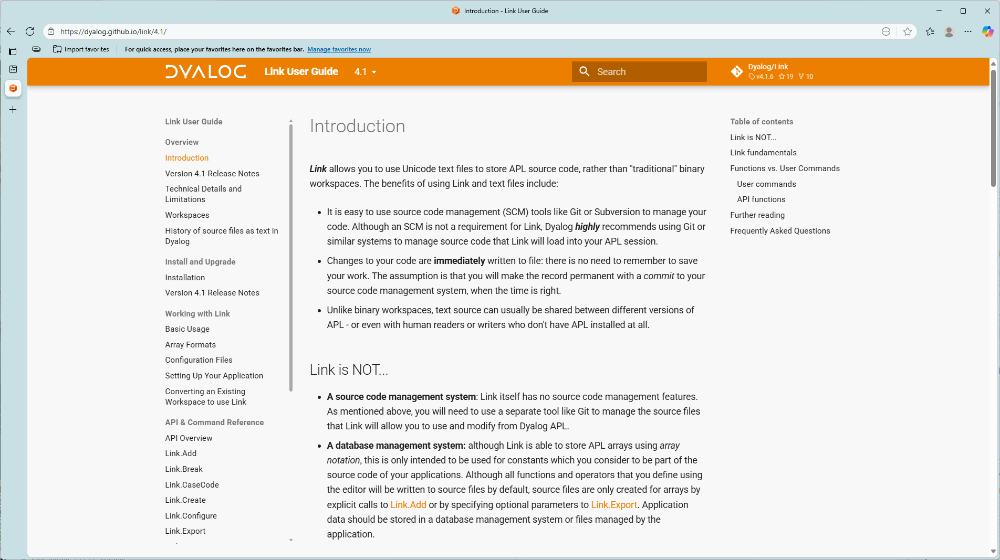 Introduction - Link User Guide
https://dyalog.github.io/link/4.1/
Import favorites
For quick access, place your favorites here on the favorites bar. Manage favorites now
DYALOG
Link User Guide
4.1
Search
Dyalog/Link
v4.1.6 19 10
Link User Guide
Overview
Introduction
Version 4.1 Release Notes
Technical Details and
Limitations
Workspaces
History of source files as text in
Dyalog
Install and Upgrade
Installation
Version 4.1 Release Notes
Working with Link
Basic Usage
Array Formats
Configuration Files
Setting Up Your Application
Converting an Existing
Workspace to use Link
API & Command Reference
API Overview
Link.Add
Link.Break
Link.CaseCode
Link.Create
Link.Configure
Link.Export
Introduction
Link allows you to use Unicode text files to store APL source code, rather than "traditional" binary
workspaces. The benefits of using Link and text files include:
• It is easy to use source code management (SCM) tools like Git or Subversion to manage your
code. Although an SCM is not a requirement for Link, Dyalog highly recommends using Git or
similar systems to manage source code that Link will load into your APL session.
• Changes to your code are immediately written to file: there is no need to remember to save
your work. The assumption is that you will make the record permanent with a commit to your
source code management system, when the time is right.
• Unlike binary workspaces, text source can usually be shared between different versions of
APL - or even with human readers or writers who don't have APL installed at all.
Link is NOT...
• A source code management system: Link itself has no source code management features.
As mentioned above, you will need to use a separate tool like Git to manage the source files
that Link will allow you to use and modify from Dyalog APL.
• A database management system: although Link is able to store APL arrays using array
notation, this is only intended to be used for constants which you consider to be part of the
source code of your applications. Although all functions and operators that you define using
the editor will be written to source files by default, source files are only created for arrays by
explicit calls to Link.Add or by specifying optional parameters to Link.Export. Application
data should be stored in a database management system or files managed by the
application.
Table of contents
Link is NOT...
Link fundamentals
Functions vs. User Commands
User commands
API functions
Further reading
Frequently Asked Questions